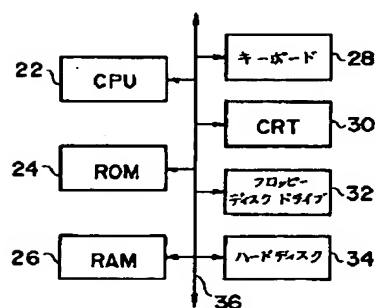 22
CPU
キーボード
28
CRT
30
24
ROM
フロッピー
ディスク ドライブ
32
26
RAM
ハードディスク
34
36